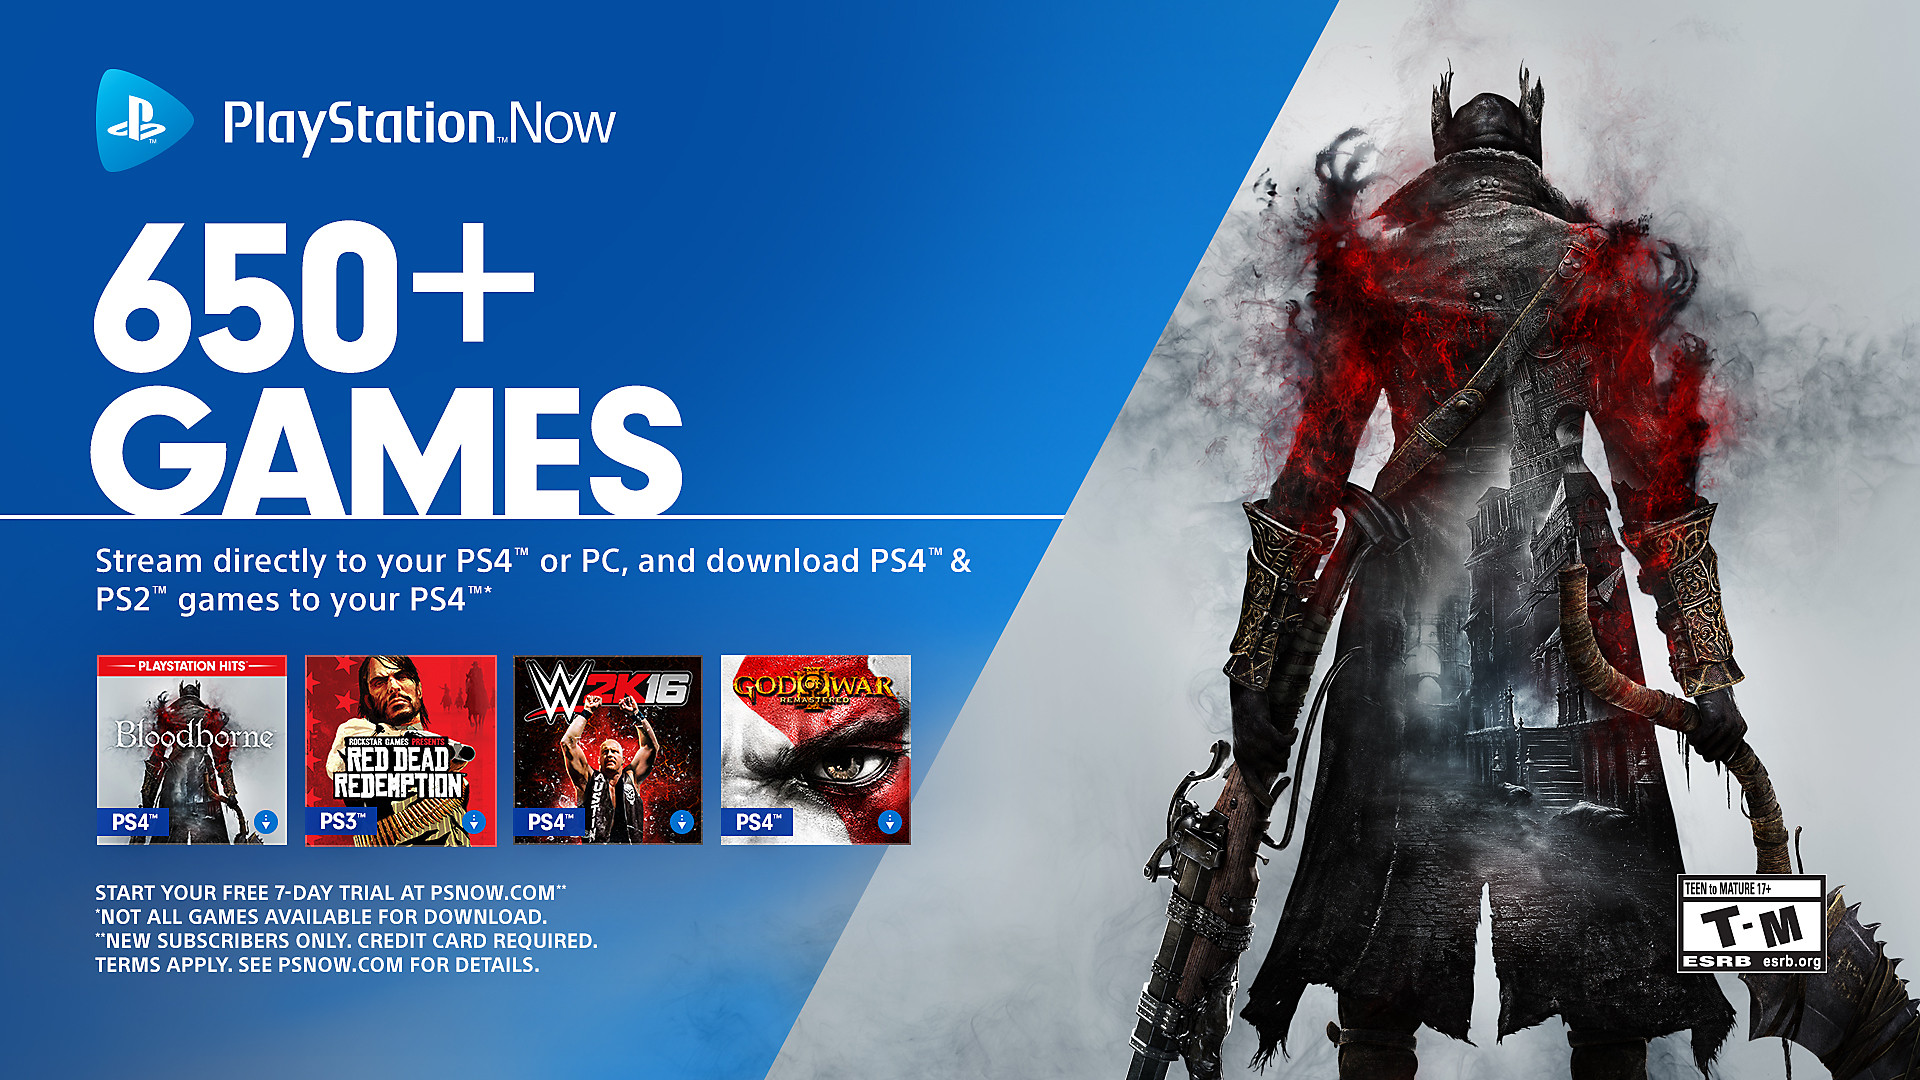 PlayStation™Now
650+
GAMES
Stream directly to your PS4™ or PC, and download PS4™ &
PS2™ games to your PS4™*
PLAYSTATION HITS
Bloodborne
PS4™
ROCKSTAR GAMES PRESENTS
RED DEAD
REDEMPTION
PS3™
W 2K16
AUSTIN
PS4™
GOD OF WAR
III
REMASTERED
PS4™
START YOUR FREE 7-DAY TRIAL AT PSNOW.COM**
*NOT ALL GAMES AVAILABLE FOR DOWNLOAD.
**NEW SUBSCRIBERS ONLY. CREDIT CARD REQUIRED.
TERMS APPLY. SEE PSNOW.COM FOR DETAILS.
TEEN to MATURE 17+
T-M
ESRB esrb.org